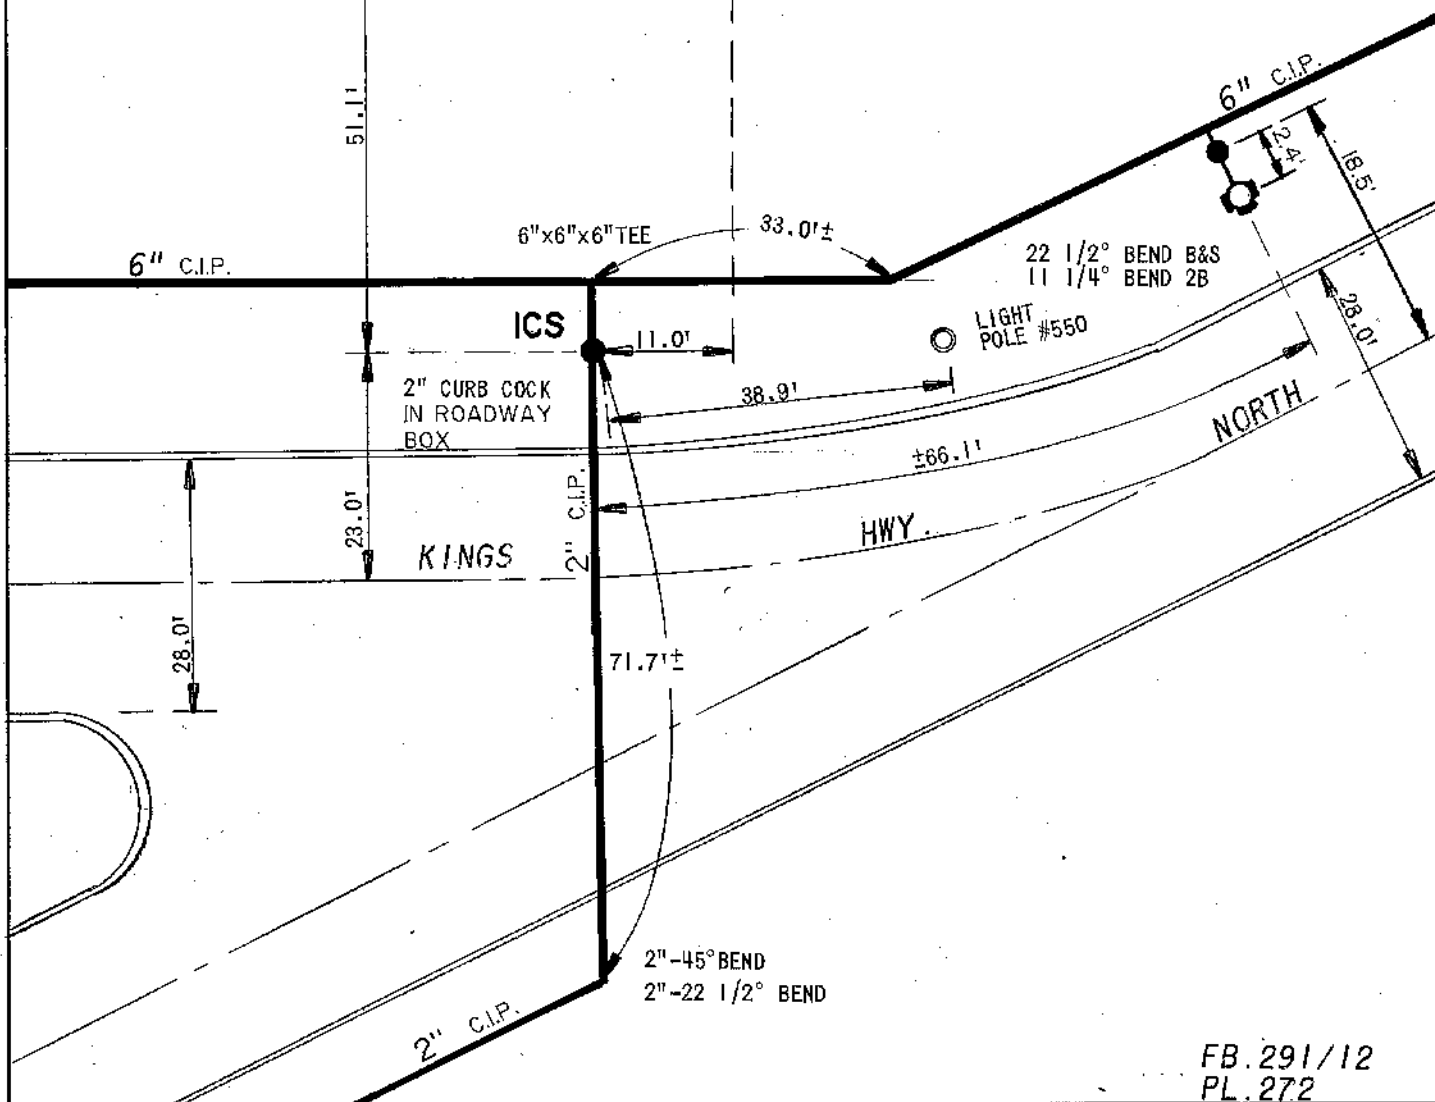 51.1'
6" C.I.P.
2.4'
18.5'
6"x6"x6"TEE
33.0'±
6" C.I.P.
22 1/2° BEND B&S
11 1/4° BEND 2B
ICS
11.0'
LIGHT
POLE #550
28.0'
2" CURB COCK
IN ROADWAY
BOX
38.9'
NORTH
±66.1'
23.0'
2" C.I.P.
KINGS
HWY.
28.0'
71.7'±
2"-45° BEND
2"-22 1/2° BEND
2" C.I.P.
FB.291/12
PL.272